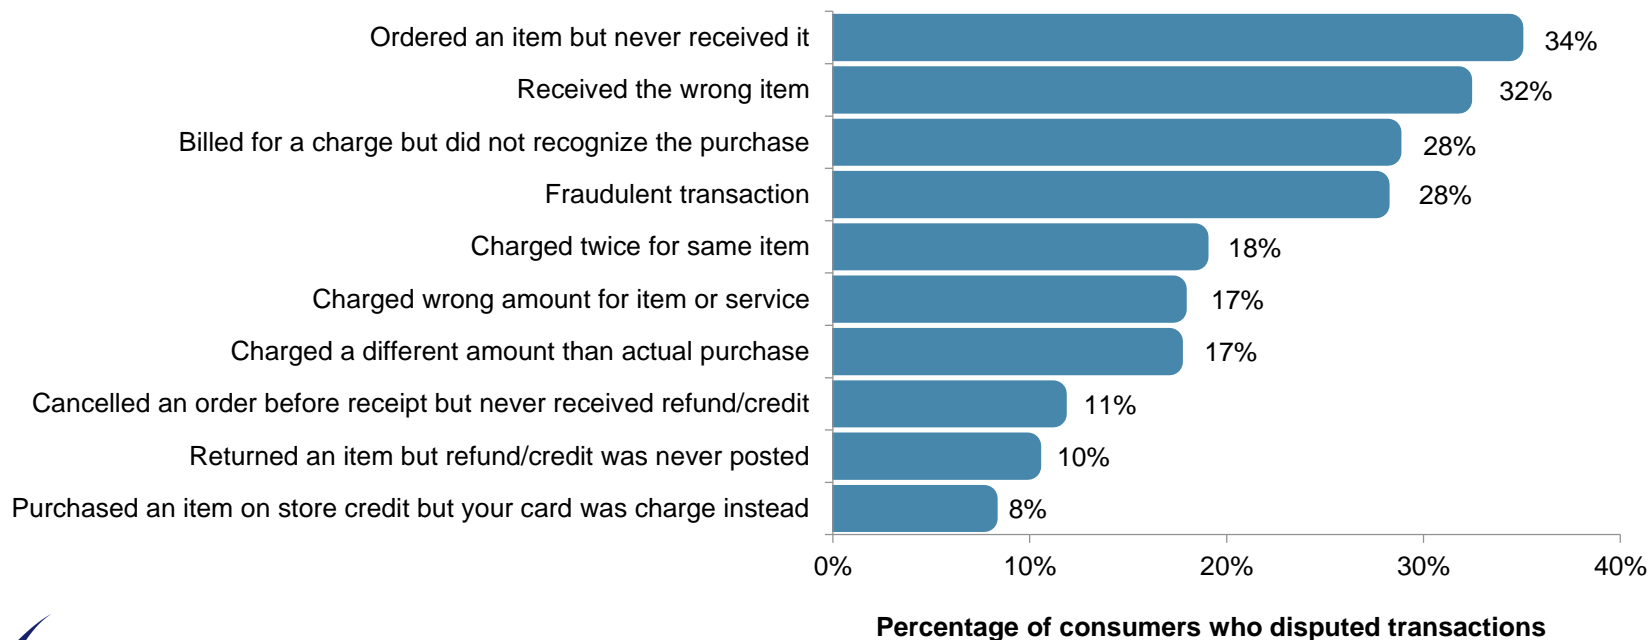 Ordered an item but never received it 34%
Received the wrong item 32%
Billed for a charge but did not recognize the purchase 28%
Fraudulent transaction 28%
Charged twice for same item 18%
Charged wrong amount for item or service 17%
Charged a different amount than actual purchase 17%
Cancelled an order before receipt but never received refund/credit 11%
Returned an item but refund/credit was never posted 10%
Purchased an item on store credit but your card was charge instead 8%
0% 10% 20% 30% 40%
Percentage of consumers who disputed transactions